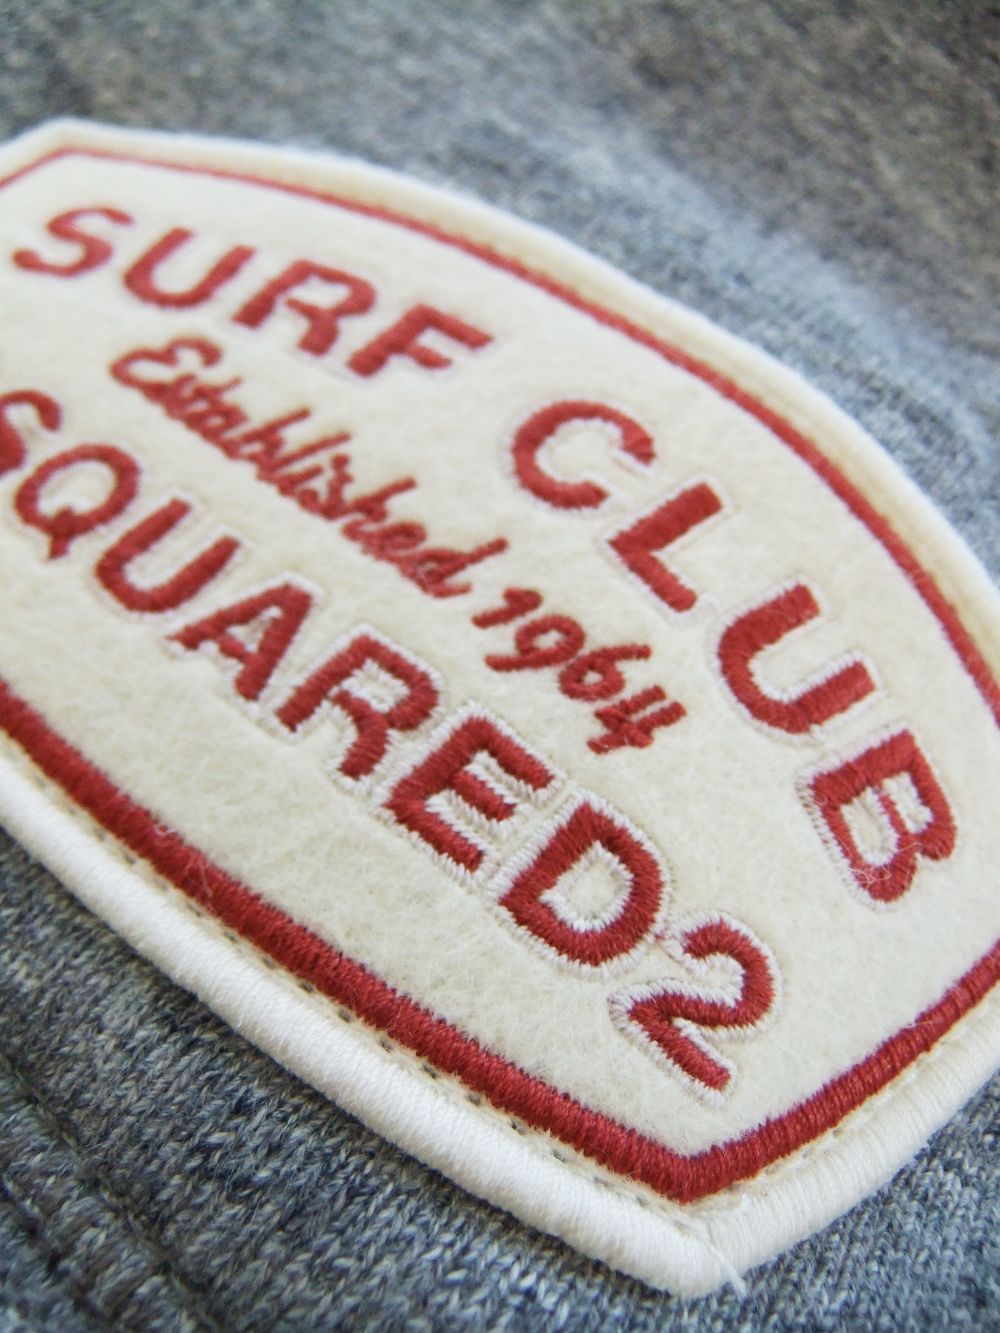 SURF CLUB
Established 1964
SQUARED2